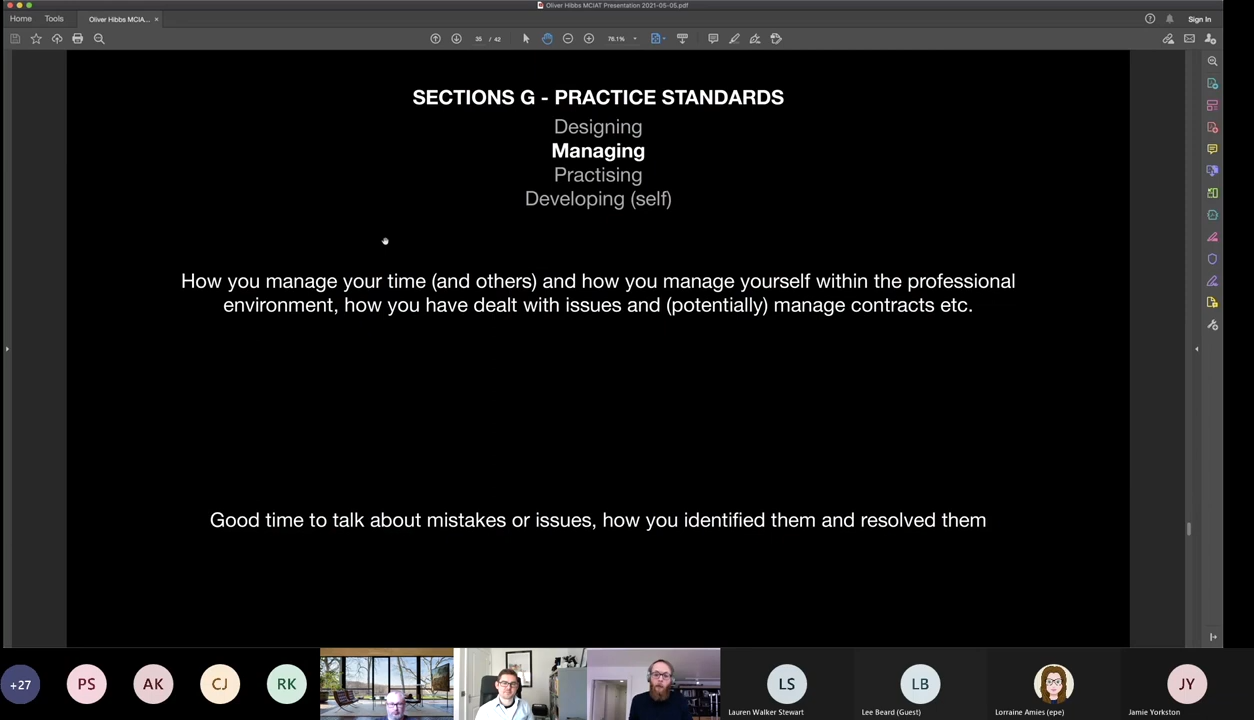 Oliver Hibbs MCIAT Presentation 2021-05-05.pdf
Home Tools Oliver Hibbs MCIA... × Sign In
35 / 42 76.1%
SECTIONS G - PRACTICE STANDARDS
Designing
Managing
Practising
Developing (self)
How you manage your time (and others) and how you manage yourself within the professional
environment, how you have dealt with issues and (potentially) manage contracts etc.
Good time to talk about mistakes or issues, how you identified them and resolved them
+27 PS AK CJ RK LS LB JY
Lauren Walker Stewart Lee Beard (Guest) Lorraine Amies (epe) Jamie Yorkston